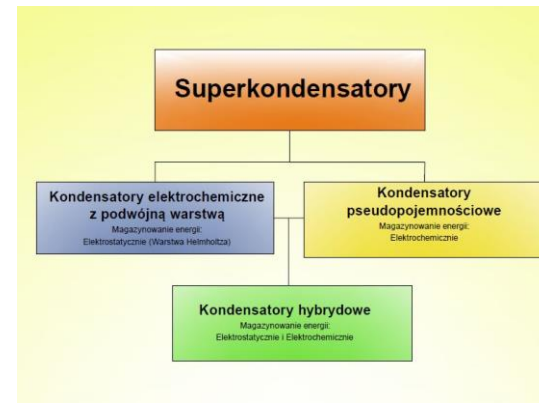 Superkondensatory
Kondensatory elektrochemiczne
z podwójną warstwą
Magazynowanie energii:
Elektrostatycznie (Warstwa Helmholtza)
Kondensatory
pseudopojemnościowe
Magazynowanie energii:
Elektrochemicznie
Kondensatory hybrydowe
Magazynowanie energii:
Elektrostatycznie i Elektrochemicznie